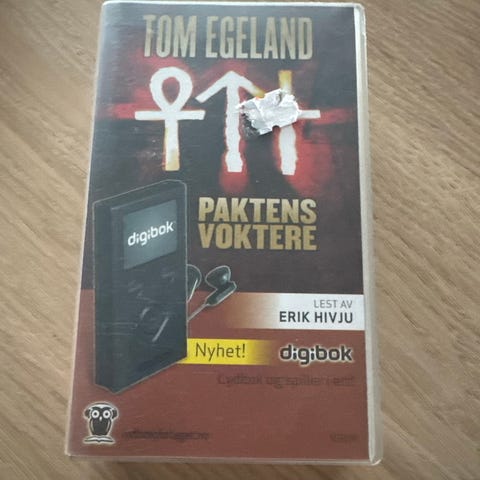 TOM EGELAND
PAKTENS
VOKTERE
digibok
LEST AV
ERIK HIVJU
Nyhet!
digibok
Lydbok og spiller i ett!